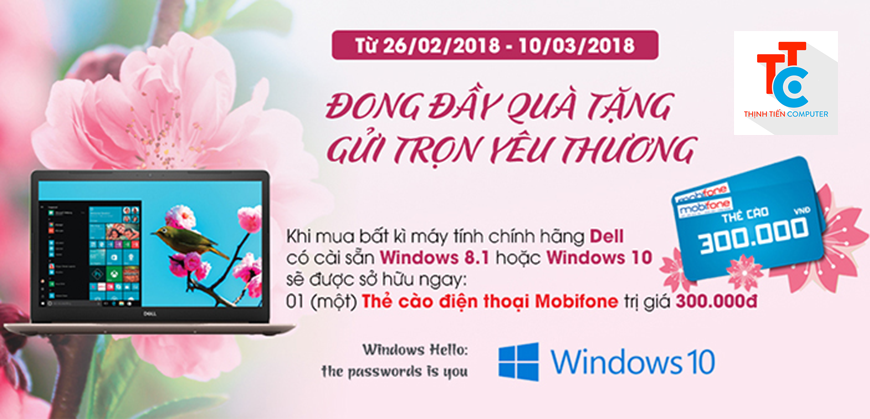 Từ 26/02/2018 - 10/03/2018
TTC
THỊNH TIẾN COMPUTER
ĐONG ĐẦY QUÀ TẶNG
GỬI TRỌN YÊU THƯƠNG
mobifone
mobifone
THẺ CÀO
300.000 VNĐ
Khi mua bất kì máy tính chính hãng Dell
có cài sẵn Windows 8.1 hoặc Windows 10
sẽ được sở hữu ngay:
01 (một) Thẻ cào điện thoại Mobifone trị giá 300.000đ
DELL
Windows Hello:
the passwords is you
Windows 10